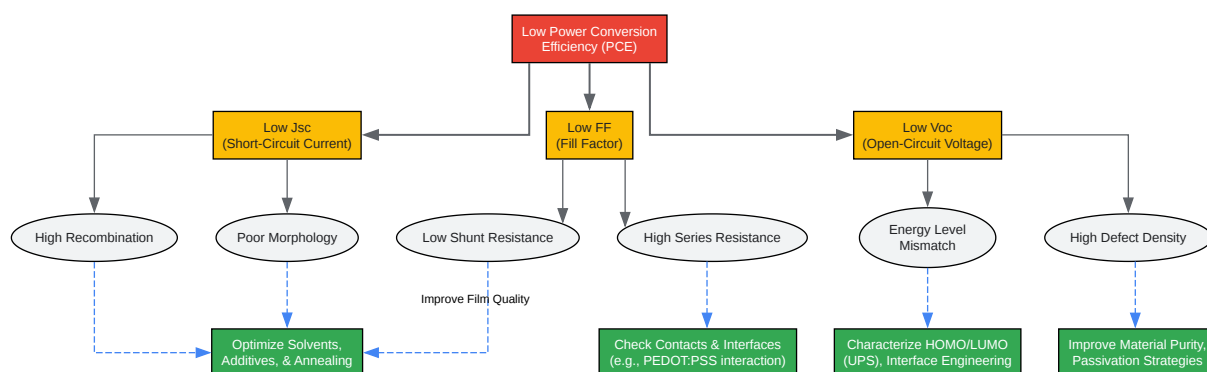 Low Power Conversion
Efficiency (PCE)
Low Jsc
(Short-Circuit Current)
Low FF
(Fill Factor)
Low Voc
(Open-Circuit Voltage)
High Recombination
Poor Morphology
Low Shunt Resistance
High Series Resistance
Energy Level
Mismatch
High Defect Density
Improve Film Quality
Optimize Solvents,
Additives, & Annealing
Check Contacts & Interfaces
(e.g., PEDOT:PSS interaction)
Characterize HOMO/LUMO
(UPS), Interface Engineering
Improve Material Purity,
Passivation Strategies